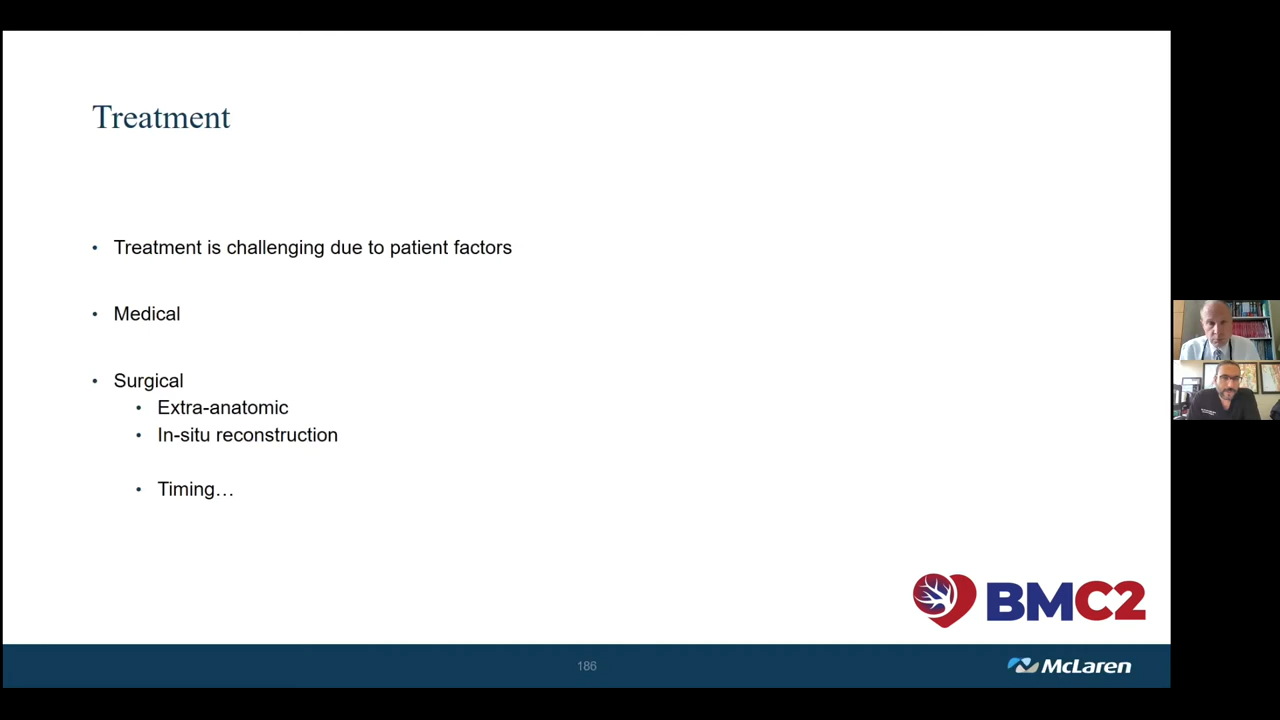 Treatment
• Treatment is challenging due to patient factors
• Medical
• Surgical
• Extra-anatomic
• In-situ reconstruction
• Timing…
BMC2
186
McLaren